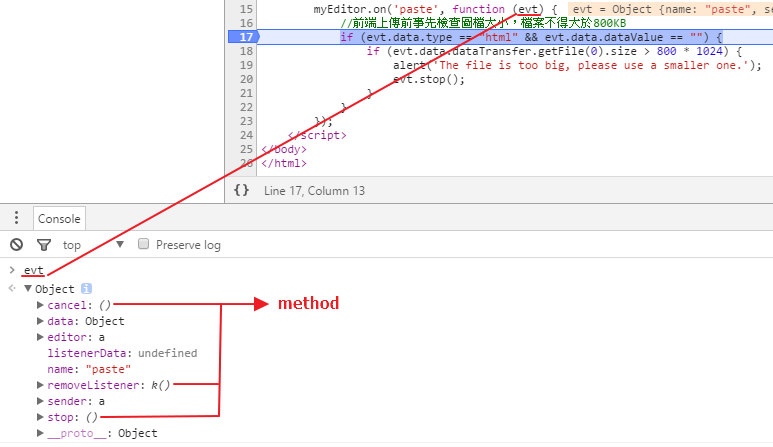 15 myEditor.on('paste', function (evt) { evt = Object {name: "paste", se
16 //前端上傳前事先檢查圖檔大小，檔案不得大於800KB
17 if (evt.data.type == "html" && evt.data.dataValue == "") {
18 if (evt.data.dataTransfer.getFile(0).size > 800 * 1024) {
19 alert('The file is too big, please use a smaller one.');
20 evt.stop();
21 }
22 }
23 });
24 </script>
25 </body>
26 </html>
{} Line 17, Column 13
Console
top Preserve log
> evt
Object i
cancel: () method
data: Object
editor: a
listenerData: undefined
name: "paste"
removeListener: k()
sender: a
stop: ()
__proto__: Object